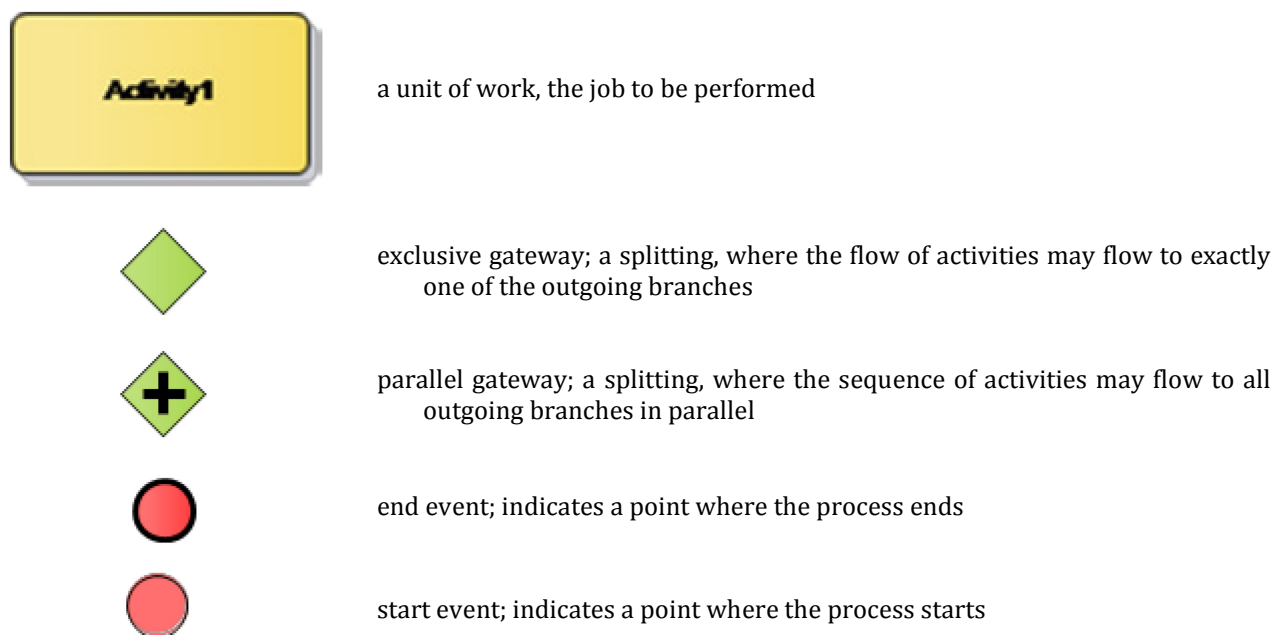 Activity1
a unit of work, the job to be performed
exclusive gateway; a splitting, where the flow of activities may flow to exactly
one of the outgoing branches
parallel gateway; a splitting, where the sequence of activities may flow to all
outgoing branches in parallel
end event; indicates a point where the process ends
start event; indicates a point where the process starts